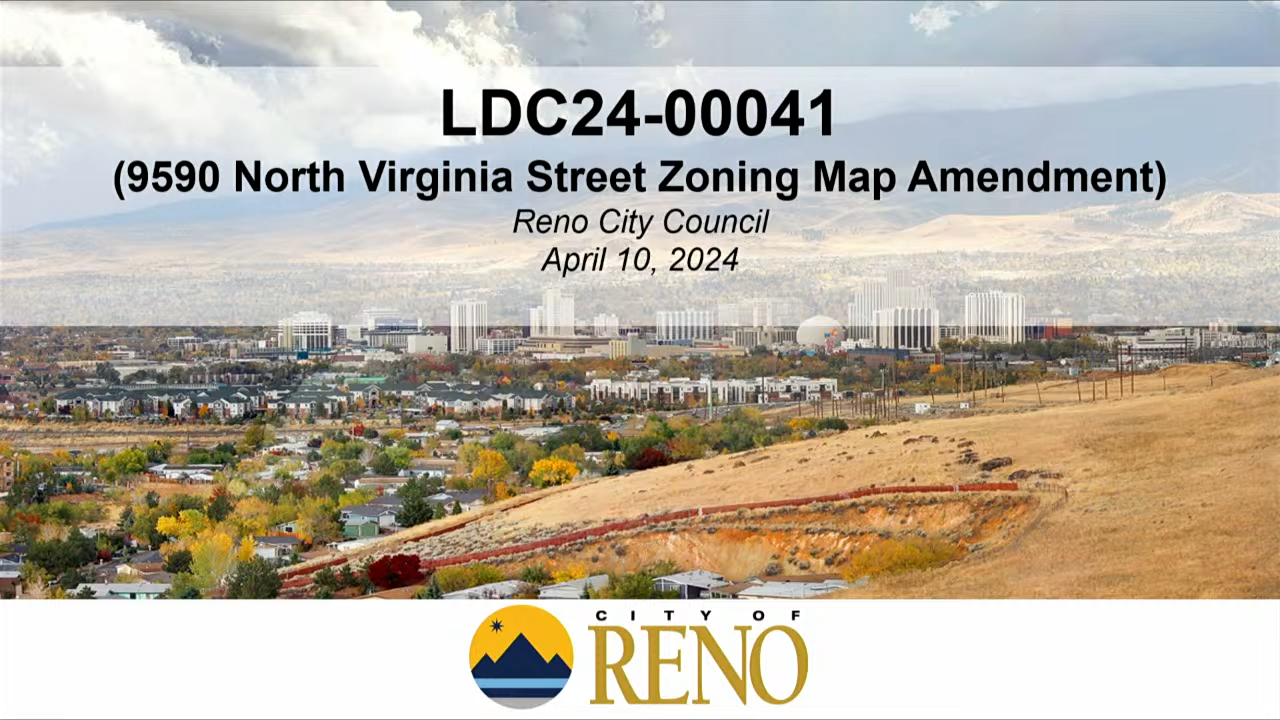 LDC24-00041
(9590 North Virginia Street Zoning Map Amendment)
Reno City Council
April 10, 2024
CITY OF
RENO